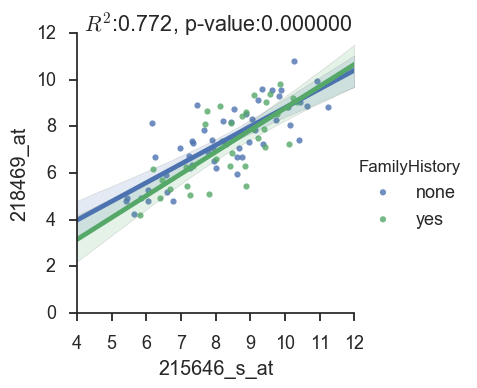 R²:0.772, p-value:0.000000
12
10
8
6
4
2
0
218469_at
4 5 6 7 8 9 10 11 12
215646_s_at
FamilyHistory
none
yes